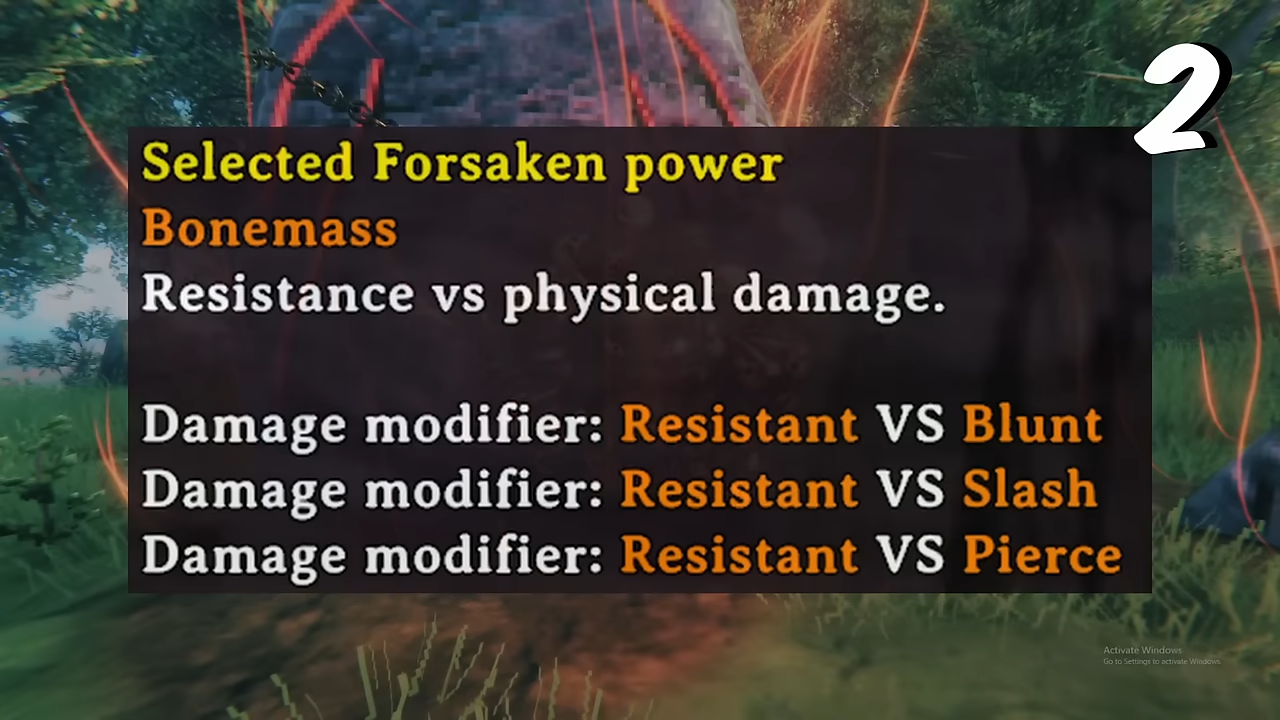 2
Selected Forsaken power
Bonemass
Resistance vs physical damage.
Damage modifier: Resistant VS Blunt
Damage modifier: Resistant VS Slash
Damage modifier: Resistant VS Pierce
Activate Windows
Go to Settings to activate Windows.